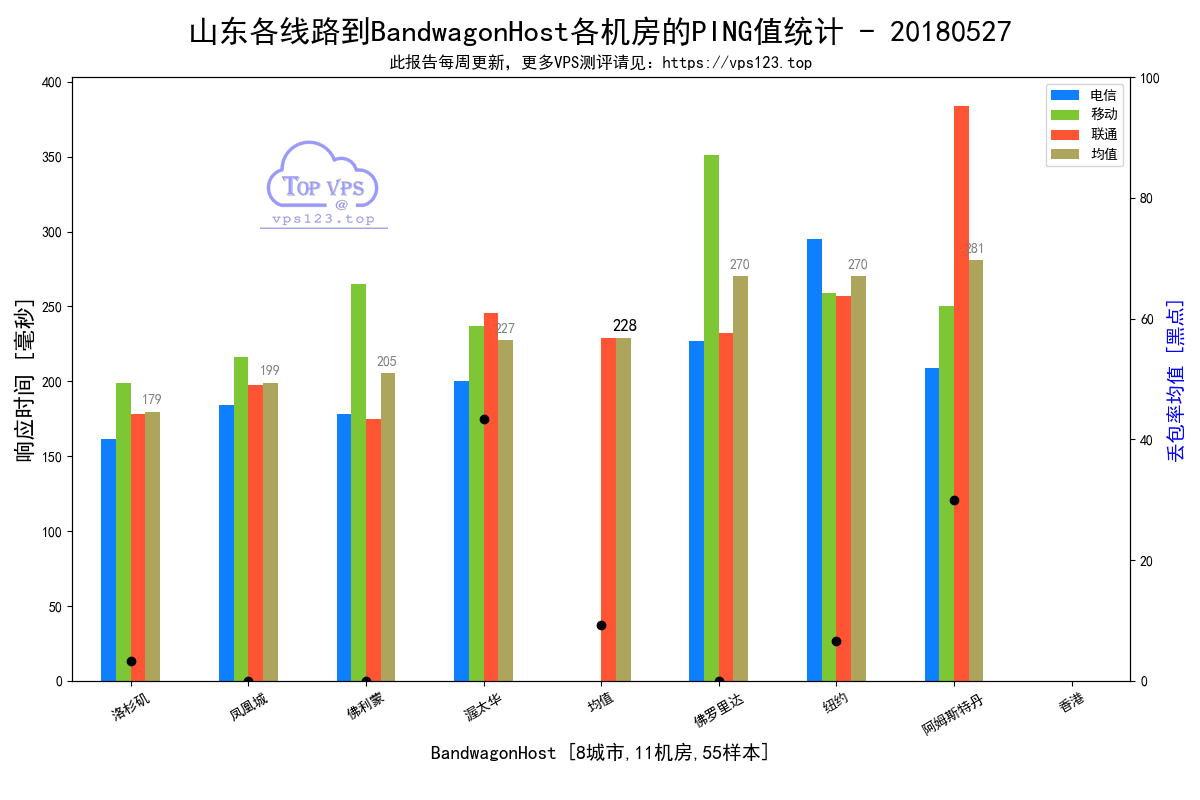 山东各线路到BandwagonHost各机房的PING值统计 - 20180527
此报告每周更新，更多VPS测评请见：https://vps123.top
400
350
300
250
200
150
100
50
0
响应时间 [毫秒]
100
80
60
40
20
0
丢包率均值 [黑点]
电信
移动
联通
均值
TOP VPS
@
vps123.top
179
199
205
227
228
270
270
281
洛杉矶
凤凰城
佛利蒙
渥太华
均值
佛罗里达
纽约
阿姆斯特丹
香港
BandwagonHost [8城市,11机房,55样本]